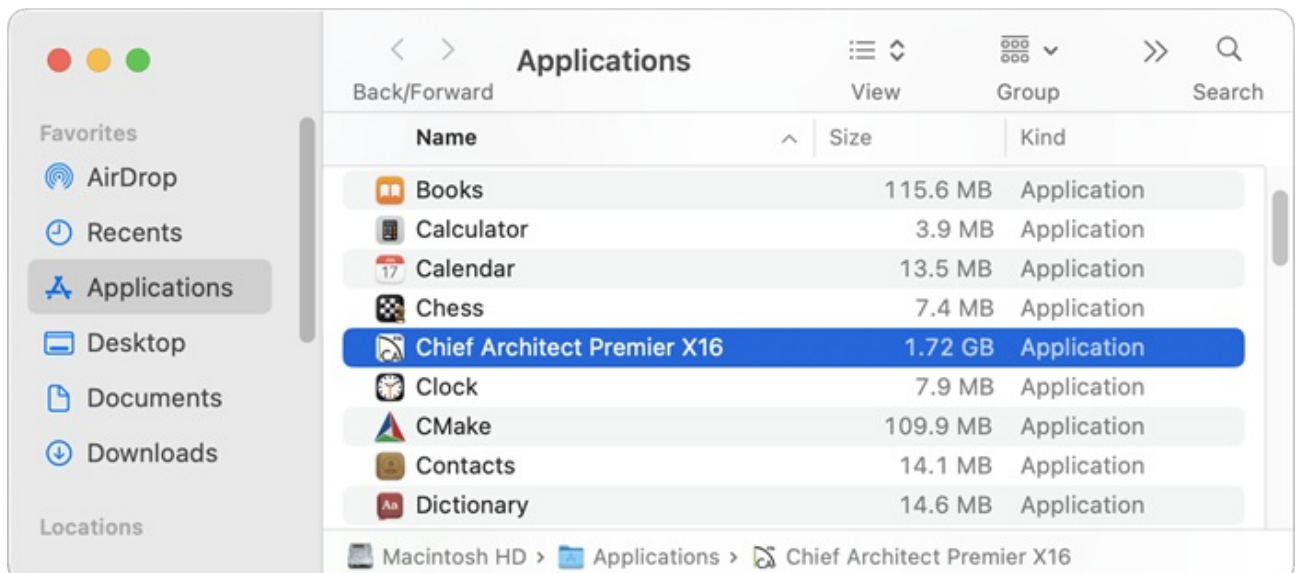 Applications
Back/Forward View Group Search
Favorites
AirDrop
Recents
Applications
Desktop
Documents
Downloads
Locations
Name Size Kind
Books 115.6 MB Application
Calculator 3.9 MB Application
17 Calendar 13.5 MB Application
Chess 7.4 MB Application
CA Chief Architect Premier X16 1.72 GB Application
Clock 7.9 MB Application
CMake 109.9 MB Application
Contacts 14.1 MB Application
Aa Dictionary 14.6 MB Application
Macintosh HD › Applications › CA Chief Architect Premier X16